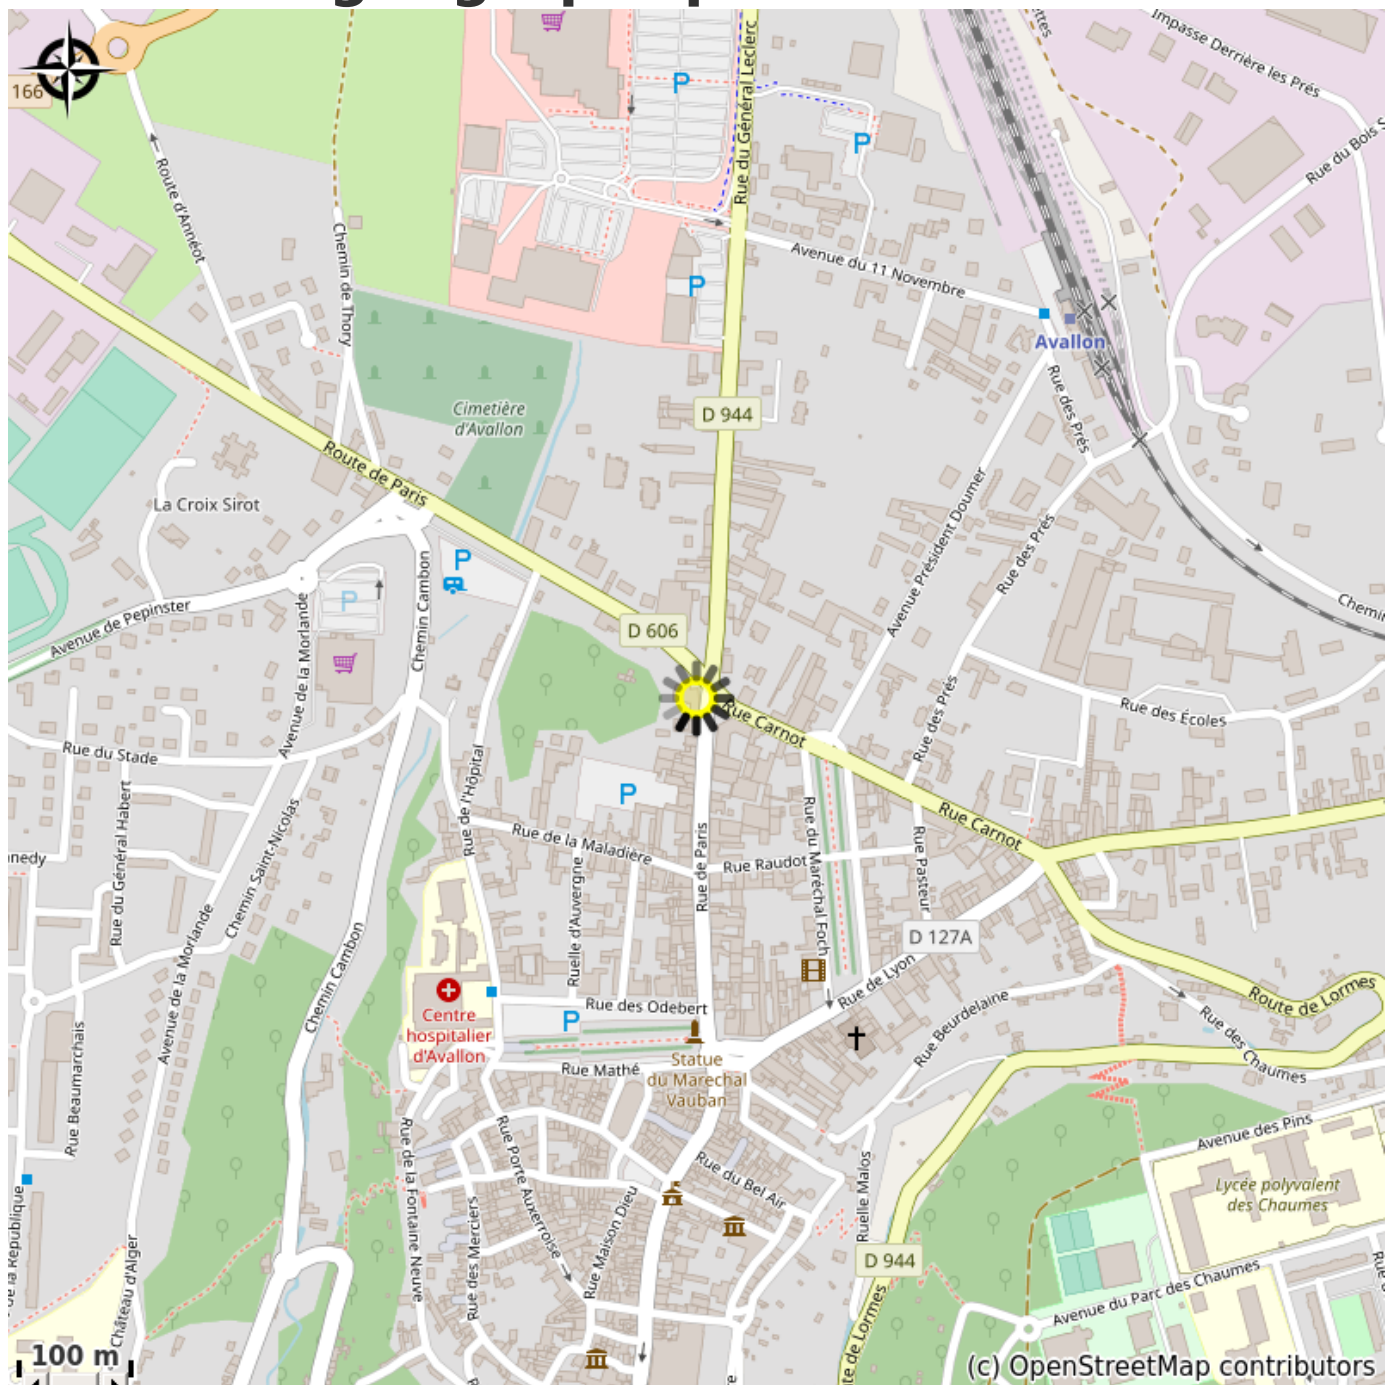 166
Route d'Annéot
Chemin de Thory
Rue du Général Leclerc
P
P
P
Impasse Derrière les Prés
Rue du Bois
Avenue du 11 Novembre
Avallon
Rue des Prés
D 944
Cimetière
d'Avallon
Route de Paris
La Croix Sirot
Avenue Président Doumer
Rue des Prés
P
P
Chemin Cambon
Avenue de Pepinster
Avenue de la Morlande
D 606
Chemin
Rue des Prés
Rue des Écoles
Rue Carnot
Rue du Stade
Rue de l'Hôpital
P
Rue du Général Habert
Chemin Saint-Nicolas
Rue de la Maladière
Rue de Paris
Rue Raudot
Rue du Maréchal Foch
Rue Pasteur
Rue Carnot
nnedy
Ruelle d'Auvergne
D 127A
Avenue de la Morlande
Chemin Cambon
Rue de Lyon
Rue Beurdelaine
Route de Lormes
Rue des Chaumes
Centre
hospitalier
d'Avallon
Rue des Odebert
P
Rue Mathé
Statue
du Marechal
Vauban
Rue Beaumarchais
Rue de la Fontaine Neuve
Rue Porte Auxerroise
Rue des Merciers
Rue Maison Dieu
Rue du Bel Air
Ruelle Malos
Avenue des Pins
Lycée polyvalent
des Chaumes
de la République
Château d'Alger
D 944
Avenue du Parc des Chaumes
te de Lormes
100 m
(c) OpenStreetMap contributors